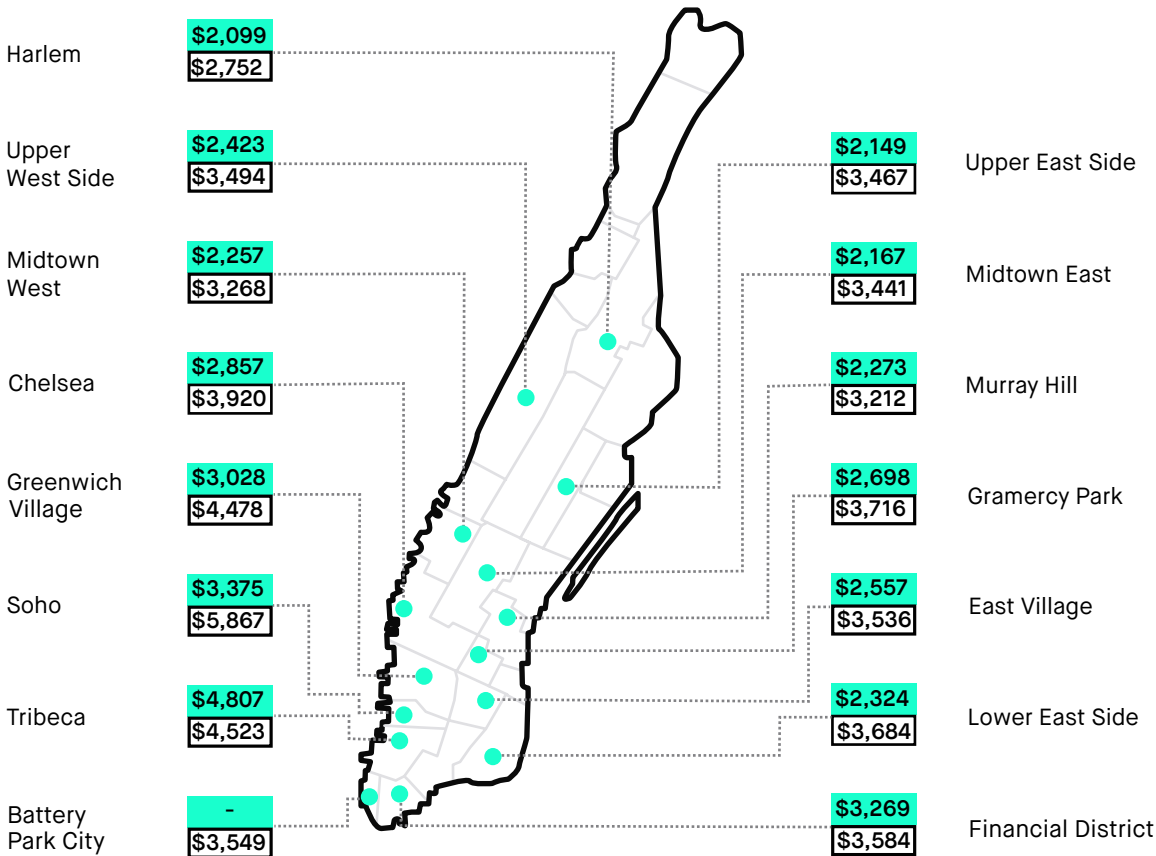 Harlem
$2,099
$2,752
Upper
West Side
$2,423
$3,494
Midtown
West
$2,257
$3,268
Chelsea
$2,857
$3,920
Greenwich
Village
$3,028
$4,478
Soho
$3,375
$5,867
Tribeca
$4,807
$4,523
Battery
Park City
-
$3,549
$2,149
$3,467
Upper East Side
$2,167
$3,441
Midtown East
$2,273
$3,212
Murray Hill
$2,698
$3,716
Gramercy Park
$2,557
$3,536
East Village
$2,324
$3,684
Lower East Side
$3,269
$3,584
Financial District